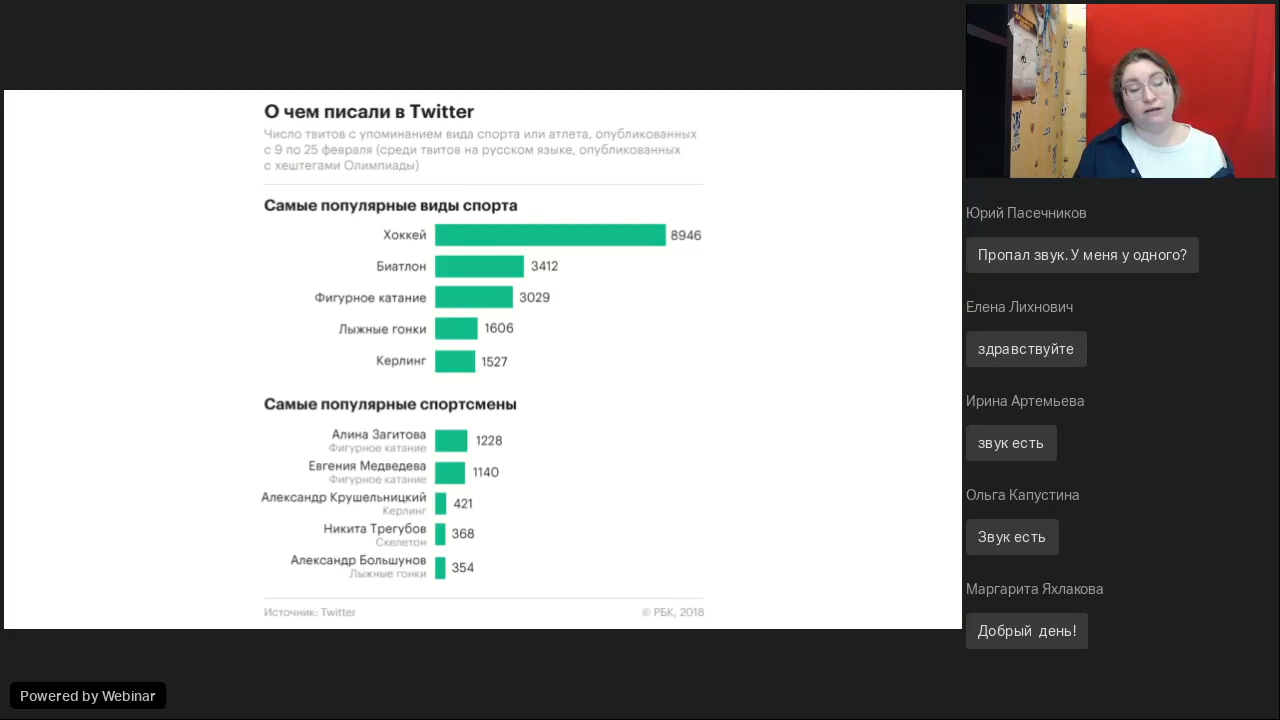 О чем писали в Twitter
Число твитов с упоминанием вида спорта или атлета, опубликованных
с 9 по 25 февраля (среди твитов на русском языке, опубликованных
с хештегами Олимпиады)
Самые популярные виды спорта
Хоккей 8946
Биатлон 3412
Фигурное катание 3029
Лыжные гонки 1606
Керлинг 1527
Самые популярные спортсмены
Алина Загитова 1228
Фигурное катание
Евгения Медведева 1140
Фигурное катание
Александр Крушельницкий 421
Керлинг
Никита Трегубов 368
Скелетон
Александр Большунов 354
Лыжные гонки
Источник: Twitter © РБК, 2018
Юрий Пасечников
Пропал звук. У меня у одного?
Елена Лихнович
здравствуйте
Ирина Артемьева
звук есть
Ольга Капустина
Звук есть
Маргарита Яхлакова
Добрый день!
Powered by Webinar